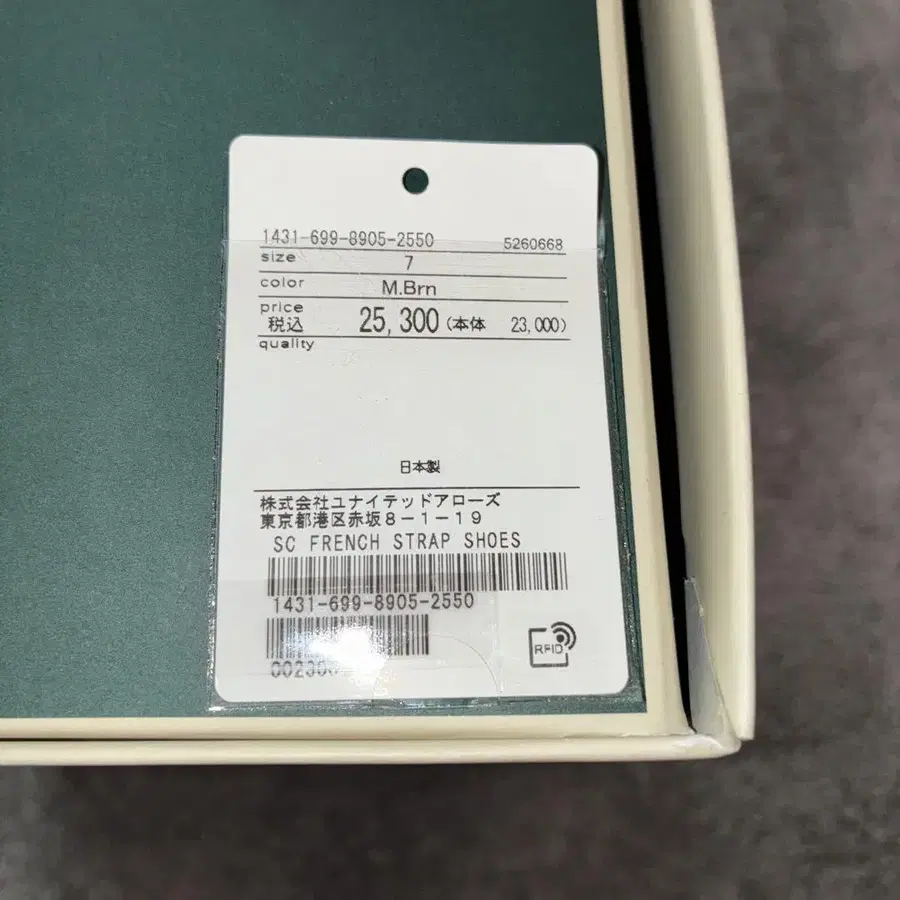 1431-699-8905-2550 5260668
size 7
color M.Brn
price
税込 25,300 (本体 23,000)
quality
日本製
株式会社ユナイテッドアローズ
東京都港区赤坂8-1-19
SC FRENCH STRAP SHOES
1431-699-8905-2550
RFID